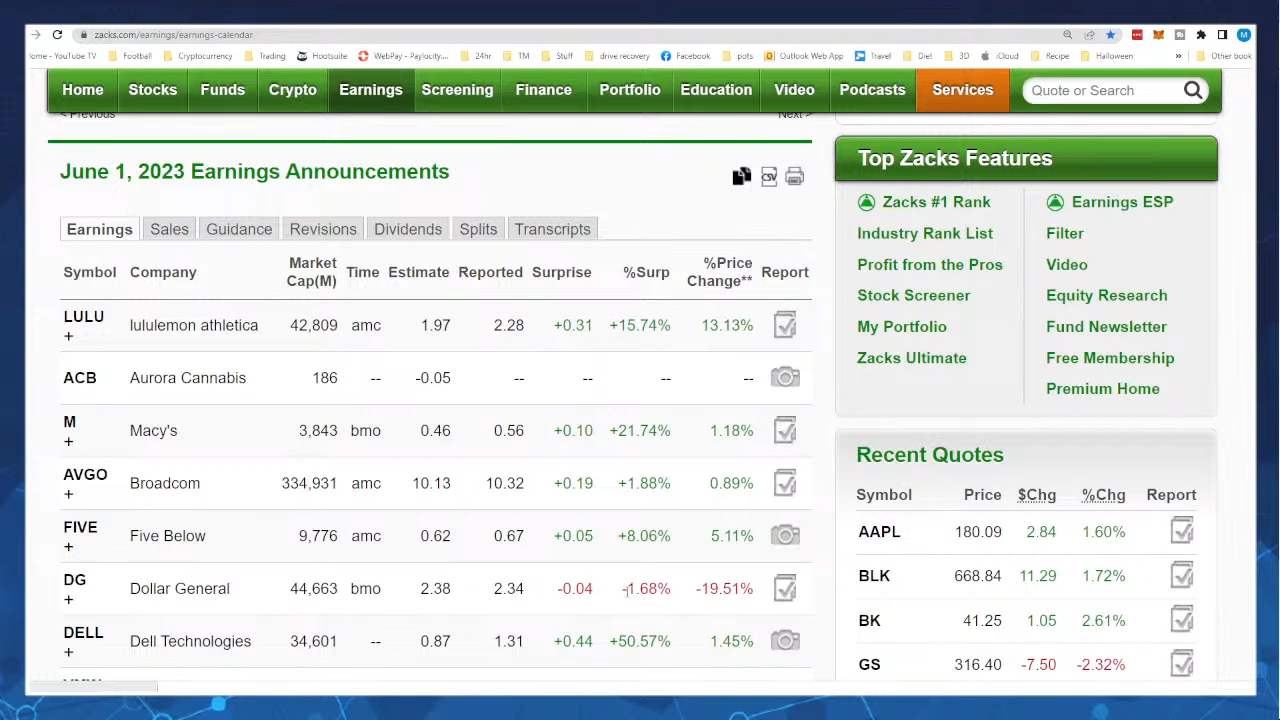 zacks.com/earnings/earnings-calendar
Home - YouTube TV Football Cryptocurrency Trading Hootsuite WebPay - Paylocity.... 24hr TM Stuff drive recovery Facebook pots Outlook Web App Travel Diet 3D iCloud Recipe Halloween » Other book
Home Stocks Funds Crypto Earnings Screening Finance Portfolio Education Video Podcasts Services Quote or Search
< Previous Next >
June 1, 2023 Earnings Announcements
CSV
Earnings Sales Guidance Revisions Dividends Splits Transcripts
Symbol Company Market Cap(M) Time Estimate Reported Surprise %Surp %Price Change** Report
LULU + lululemon athletica 42,809 amc 1.97 2.28 +0.31 +15.74% 13.13%
ACB Aurora Cannabis 186 -- -0.05 -- -- -- --
M + Macy's 3,843 bmo 0.46 0.56 +0.10 +21.74% 1.18%
AVGO + Broadcom 334,931 amc 10.13 10.32 +0.19 +1.88% 0.89%
FIVE + Five Below 9,776 amc 0.62 0.67 +0.05 +8.06% 5.11%
DG + Dollar General 44,663 bmo 2.38 2.34 -0.04 -1.68% -19.51%
DELL + Dell Technologies 34,601 -- 0.87 1.31 +0.44 +50.57% 1.45%
Top Zacks Features
Zacks #1 Rank Earnings ESP
Industry Rank List Filter
Profit from the Pros Video
Stock Screener Equity Research
My Portfolio Fund Newsletter
Zacks Ultimate Free Membership
Premium Home
Recent Quotes
Symbol Price $Chg %Chg Report
AAPL 180.09 2.84 1.60%
BLK 668.84 11.29 1.72%
BK 41.25 1.05 2.61%
GS 316.40 -7.50 -2.32%